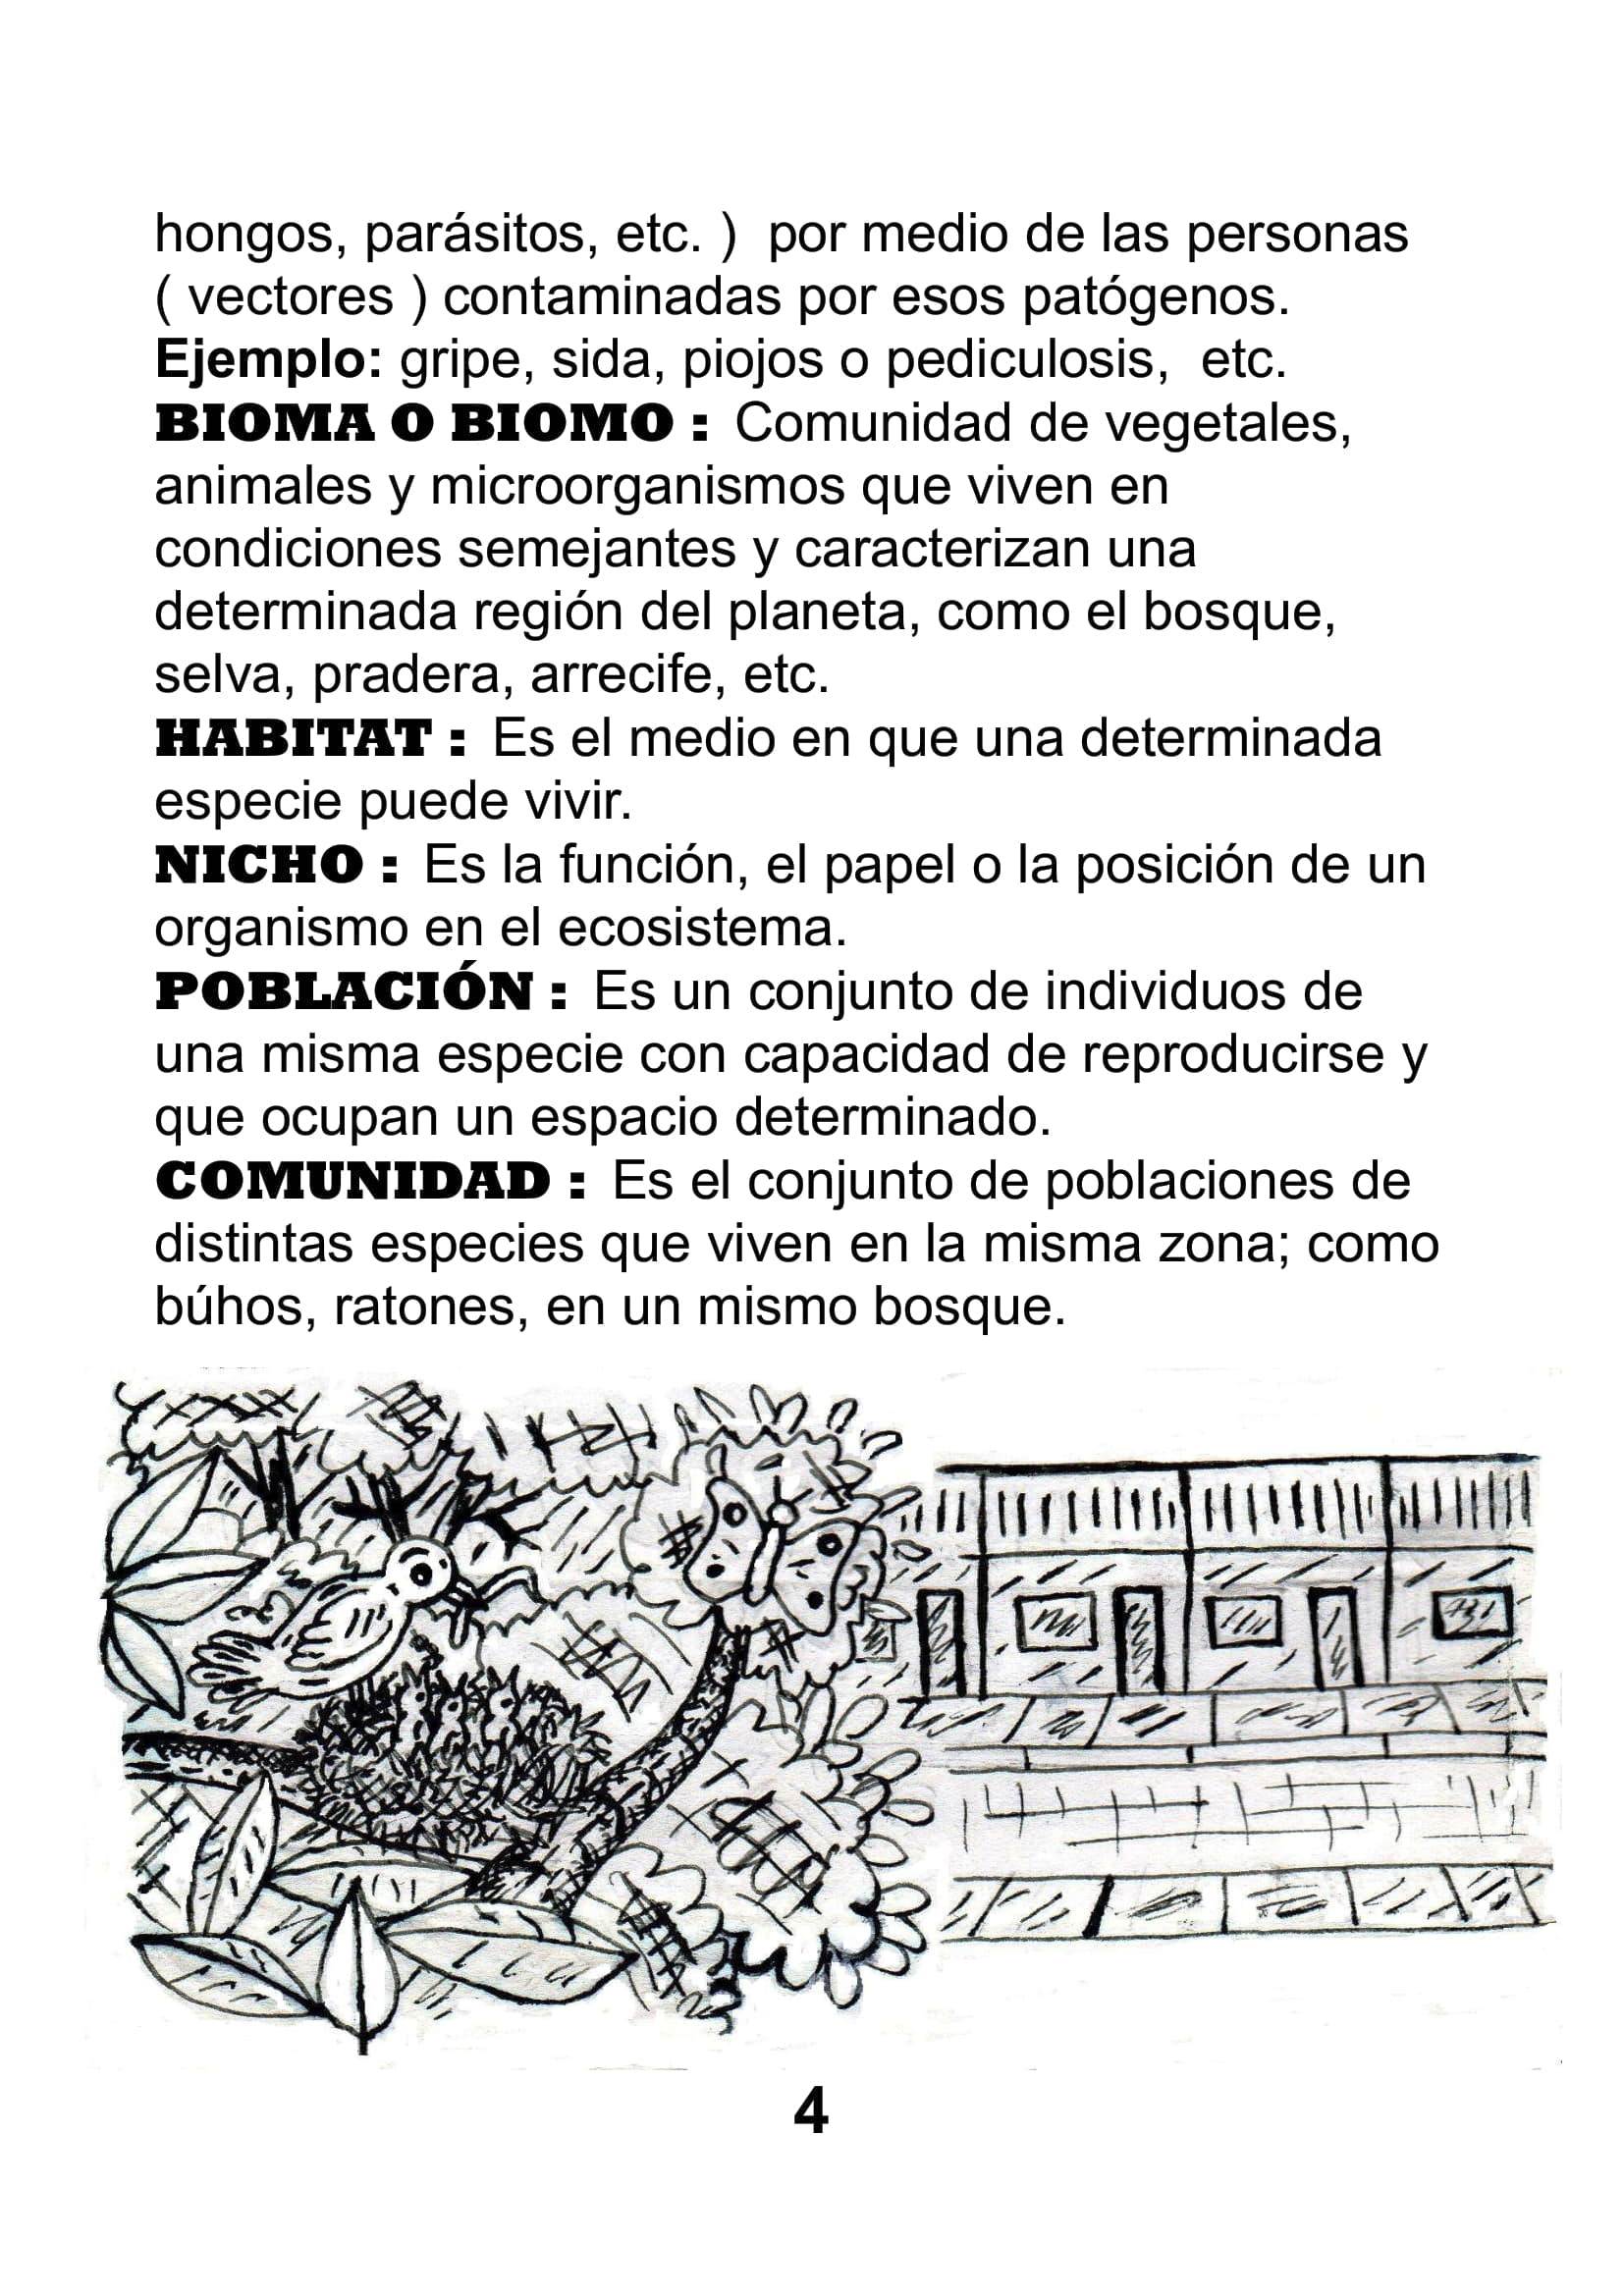 hongos, parásitos, etc. )  por medio de las personas
( vectores ) contaminadas por esos patógenos.
Ejemplo: gripe, sida, piojos o pediculosis,  etc.
BIOMA O BIOMO :  Comunidad de vegetales,
animales y microorganismos que viven en
condiciones semejantes y caracterizan una
determinada región del planeta, como el bosque,
selva, pradera, arrecife, etc.
HABITAT :  Es el medio en que una determinada
especie puede vivir.
NICHO :  Es la función, el papel o la posición de un
organismo en el ecosistema.
POBLACIÓN :  Es un conjunto de individuos de
una misma especie con capacidad de reproducirse y
que ocupan un espacio determinado.
COMUNIDAD :  Es el conjunto de poblaciones de
distintas especies que viven en la misma zona; como
búhos, ratones, en un mismo bosque.
4